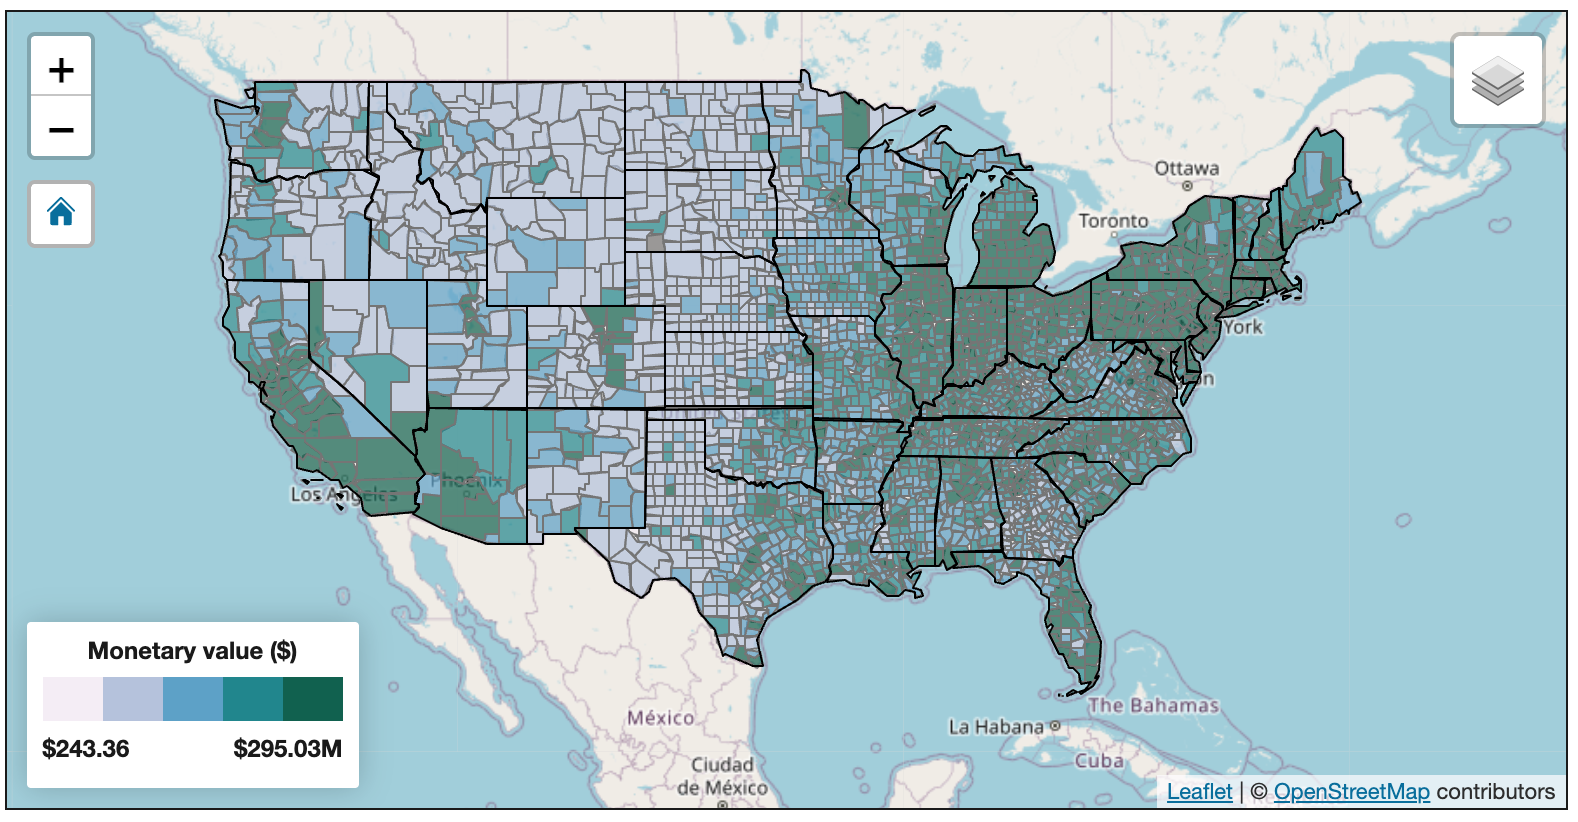 +
−
Ottawa
Toronto
York
on
Phoenix
Los Angeles
Monetary value ($)
$243.36
$295.03M
México
Ciudad
de México
La Habana
The Bahamas
Cuba
Leaflet | © OpenStreetMap contributors